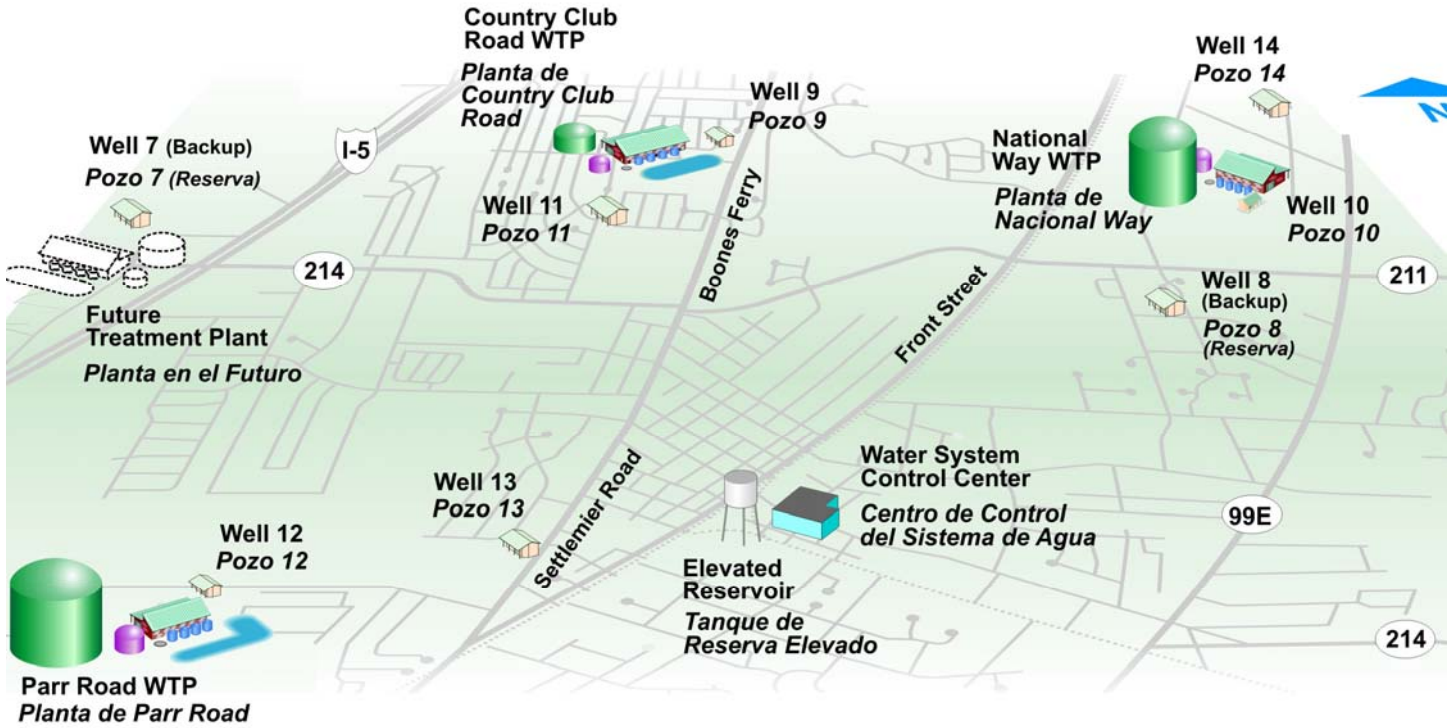 Country Club
Road WTP
Planta de
Country Club
Road
Well 14
Pozo 14
Well 9
Pozo 9
N
Well 7 (Backup)
Pozo 7 (Reserva)
I-5
National
Way WTP
Planta de
Nacional Way
Well 11
Pozo 11
Well 10
Pozo 10
214
Boones Ferry
211
Front Street
Well 8
(Backup)
Pozo 8
(Reserva)
Future
Treatment Plant
Planta en el Futuro
Water System
Control Center
Centro de Control
del Sistema de Agua
Well 13
Pozo 13
Settlemier Road
99E
Well 12
Pozo 12
Elevated
Reservoir
Tanque de
Reserva Elevado
214
Parr Road WTP
Planta de Parr Road